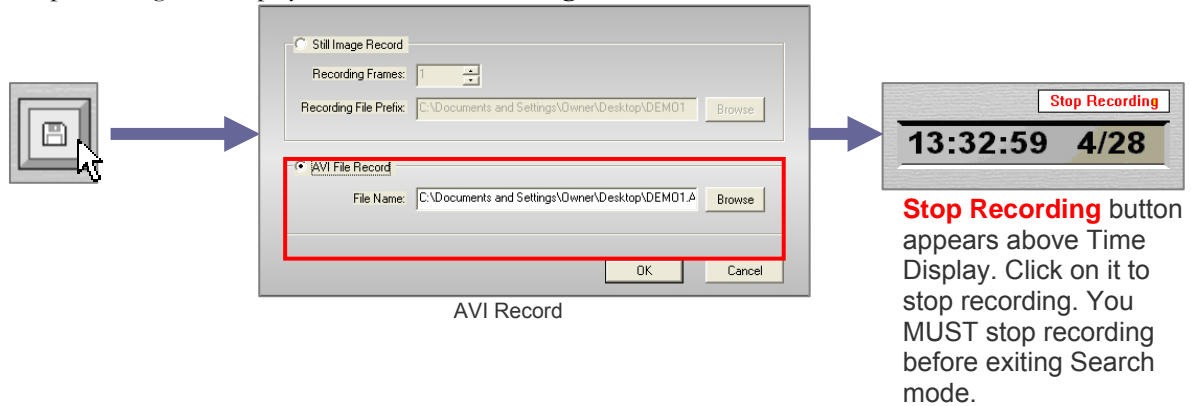 Still Image Record
Recording Frames: 1
Recording File Prefix: C:\Documents and Settings\Owner\Desktop\DEMO1 Browse
AVI File Record
File Name: C:\Documents and Settings\Owner\Desktop\DEMO1.A Browse
OK Cancel
AVI Record
Stop Recording
13:32:59 4/28
Stop Recording button
appears above Time
Display. Click on it to
stop recording. You
MUST stop recording
before exiting Search
mode.